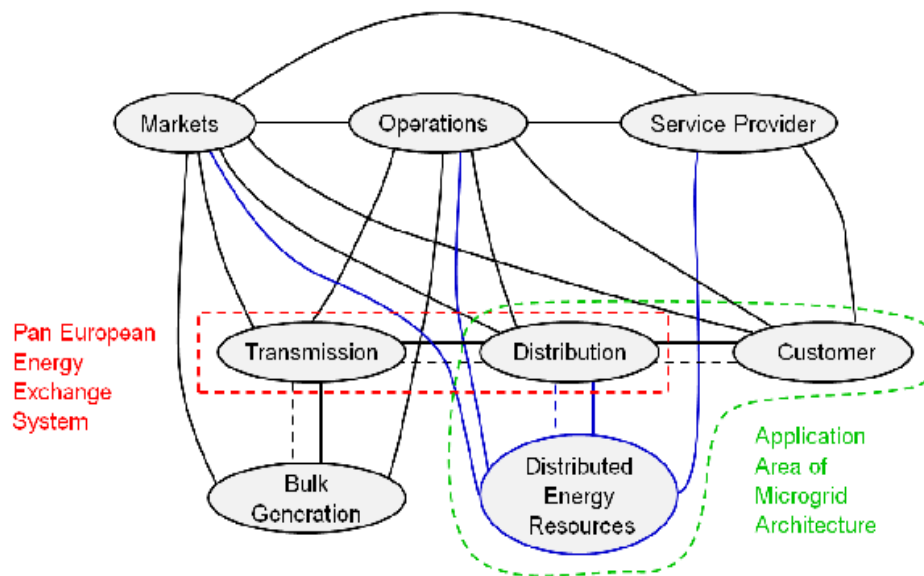 Markets
Operations
Service Provider
Pan European
Energy
Exchange
System
Transmission
Distribution
Customer
Bulk
Generation
Distributed
Energy
Resources
Application
Area of
Microgrid
Architecture